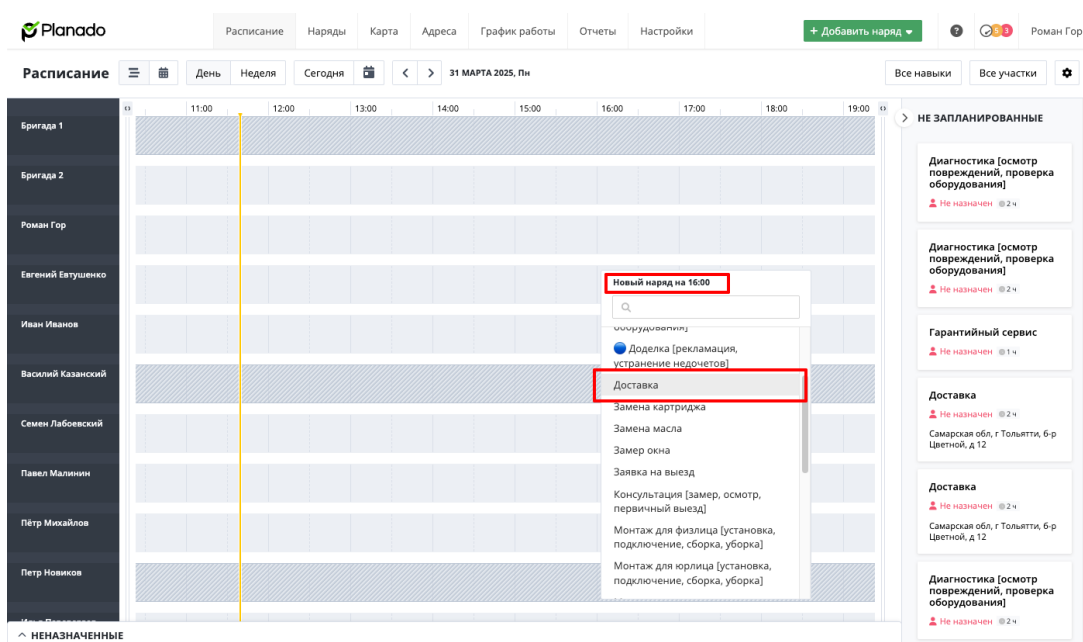 Planado
Расписание Наряды Карта Адреса График работы Отчеты Настройки + Добавить наряд ? 5 3 Роман Гор
Расписание День Неделя Сегодня < > 31 МАРТА 2025, Пн Все навыки Все участки
11:00 12:00 13:00 14:00 15:00 16:00 17:00 18:00 19:00
Бригада 1
Бригада 2
Роман Гор
Евгений Евтушенко
Иван Иванов
Василий Казанский
Семен Лабоевский
Павел Малинин
Пётр Михайлов
Петр Новиков
НЕНАЗНАЧЕННЫЕ
Новый наряд на 16:00
оборудования]
Доделка [рекламация,
устранение недочетов]
Доставка
Замена картриджа
Замена масла
Замер окна
Заявка на выезд
Консультация [замер, осмотр,
первичный выезд]
Монтаж для физлица [установка,
подключение, сборка, уборка]
Монтаж для юрлица [установка,
подключение, сборка, уборка]
НЕ ЗАПЛАНИРОВАННЫЕ
Диагностика [осмотр
повреждений, проверка
оборудования]
Не назначен 2 ч
Диагностика [осмотр
повреждений, проверка
оборудования]
Не назначен 2 ч
Гарантийный сервис
Не назначен 1 ч
Доставка
Не назначен 2 ч
Самарская обл, г Тольятти, б-р
Цветной, д 12
Доставка
Не назначен 2 ч
Самарская обл, г Тольятти, б-р
Цветной, д 12
Диагностика [осмотр
повреждений, проверка
оборудования]
Не назначен 2 ч